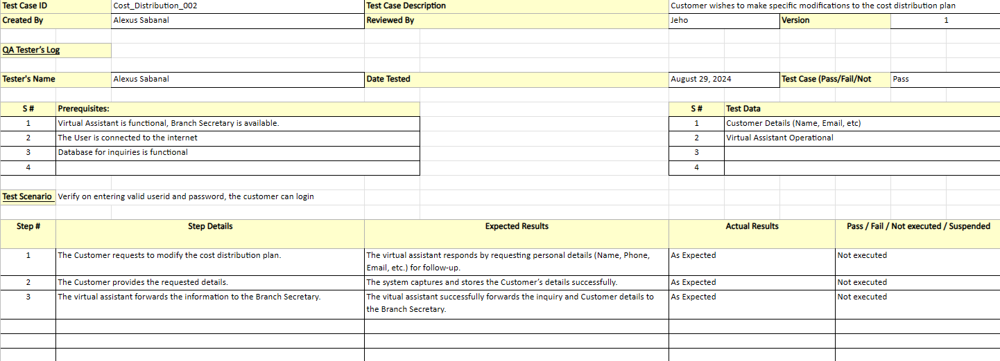 Test Case ID Cost_Distribution_002 Test Case Description Customer wishes to make specific modifications to the cost distribution plan
Created By Alexus Sabanal Reviewed By Jeho Version 1
QA Tester's Log
Tester's Name Alexus Sabanal Date Tested August 29, 2024 Test Case (Pass/Fail/Not Pass
S # Prerequisites: S # Test Data
1 Virtual Assistant is functional, Branch Secretary is available. 1 Customer Details (Name, Email, etc)
2 The User is connected to the internet 2 Virtual Assistant Operational
3 Database for inquiries is functional 3
4 4
Test Scenario Verify on entering valid userid and password, the customer can login
Step # Step Details Expected Results Actual Results Pass / Fail / Not executed / Suspended
1 The Customer requests to modify the cost distribution plan. The virtual assistant responds by requesting personal details (Name, Phone, As Expected Not executed
Email, etc.) for follow-up.
2 The Customer provides the requested details. The system captures and stores the Customer's details successfully. As Expected Not executed
3 The virtual assistant forwards the information to the Branch Secretary. The vitual assistant successfully forwards the inquiry and Customer details to As Expected Not executed
the Branch Secretary.